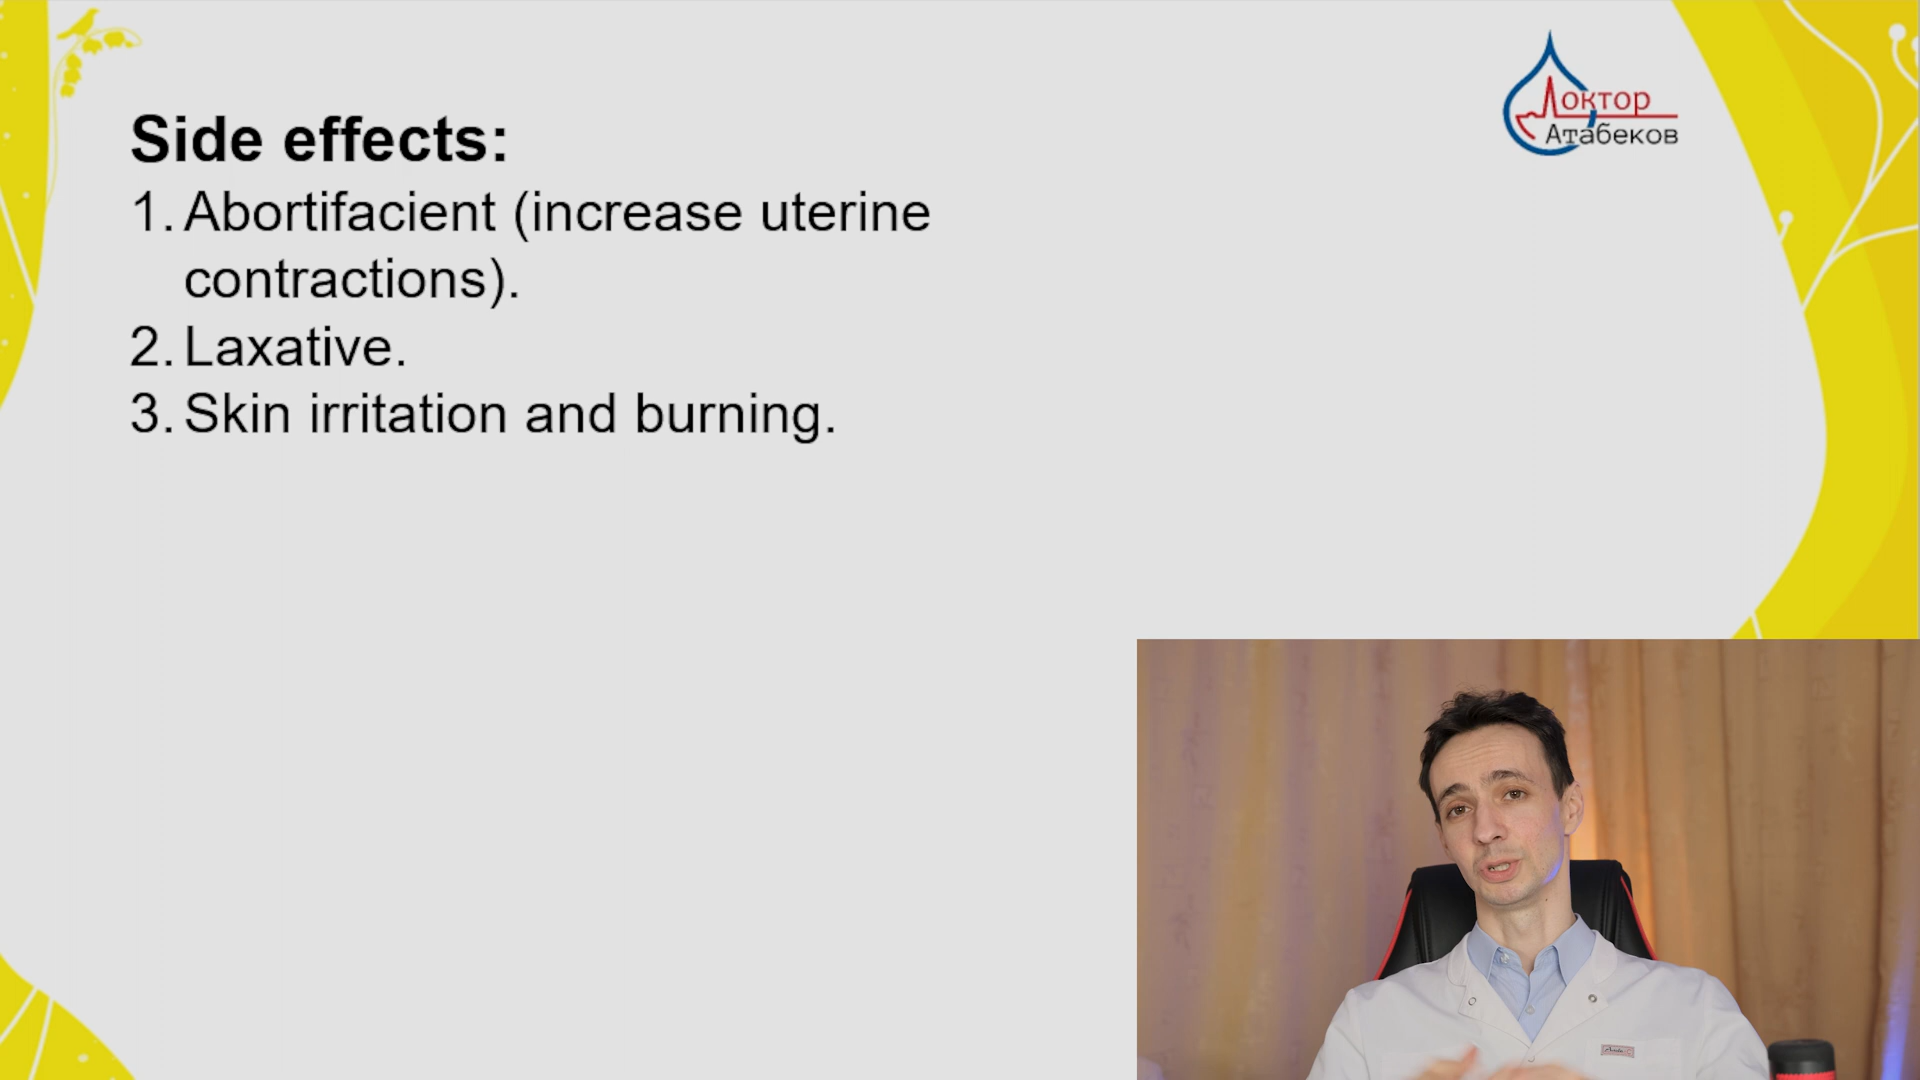 Доктор
Атабеков
Side effects:
1. Abortifacient (increase uterine
contractions).
2. Laxative.
3. Skin irritation and burning.